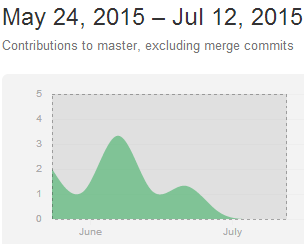 May 24, 2015 – Jul 12, 2015
Contributions to master, excluding merge commits
5
4
3
2
1
0
June July